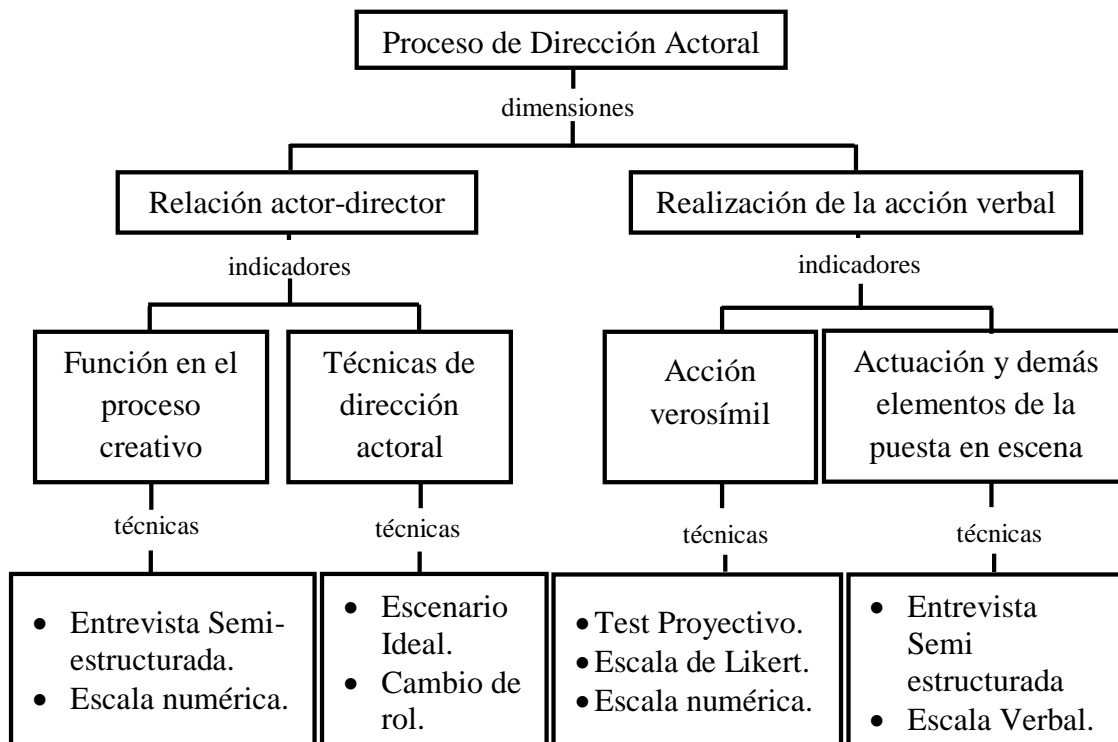 Proceso de Dirección Actoral
dimensiones
Relación actor-director
Realización de la acción verbal
indicadores
indicadores
Función en el
proceso
creativo
Técnicas de
dirección
actoral
Acción
verosímil
Actuación y demás
elementos de la
puesta en escena
técnicas
técnicas
técnicas
técnicas
• Entrevista Semi-
estructurada.
• Escala numérica.
• Escenario
Ideal.
• Cambio de
rol.
• Test Proyectivo.
• Escala de Likert.
• Escala numérica.
• Entrevista
Semi
estructurada
• Escala Verbal.